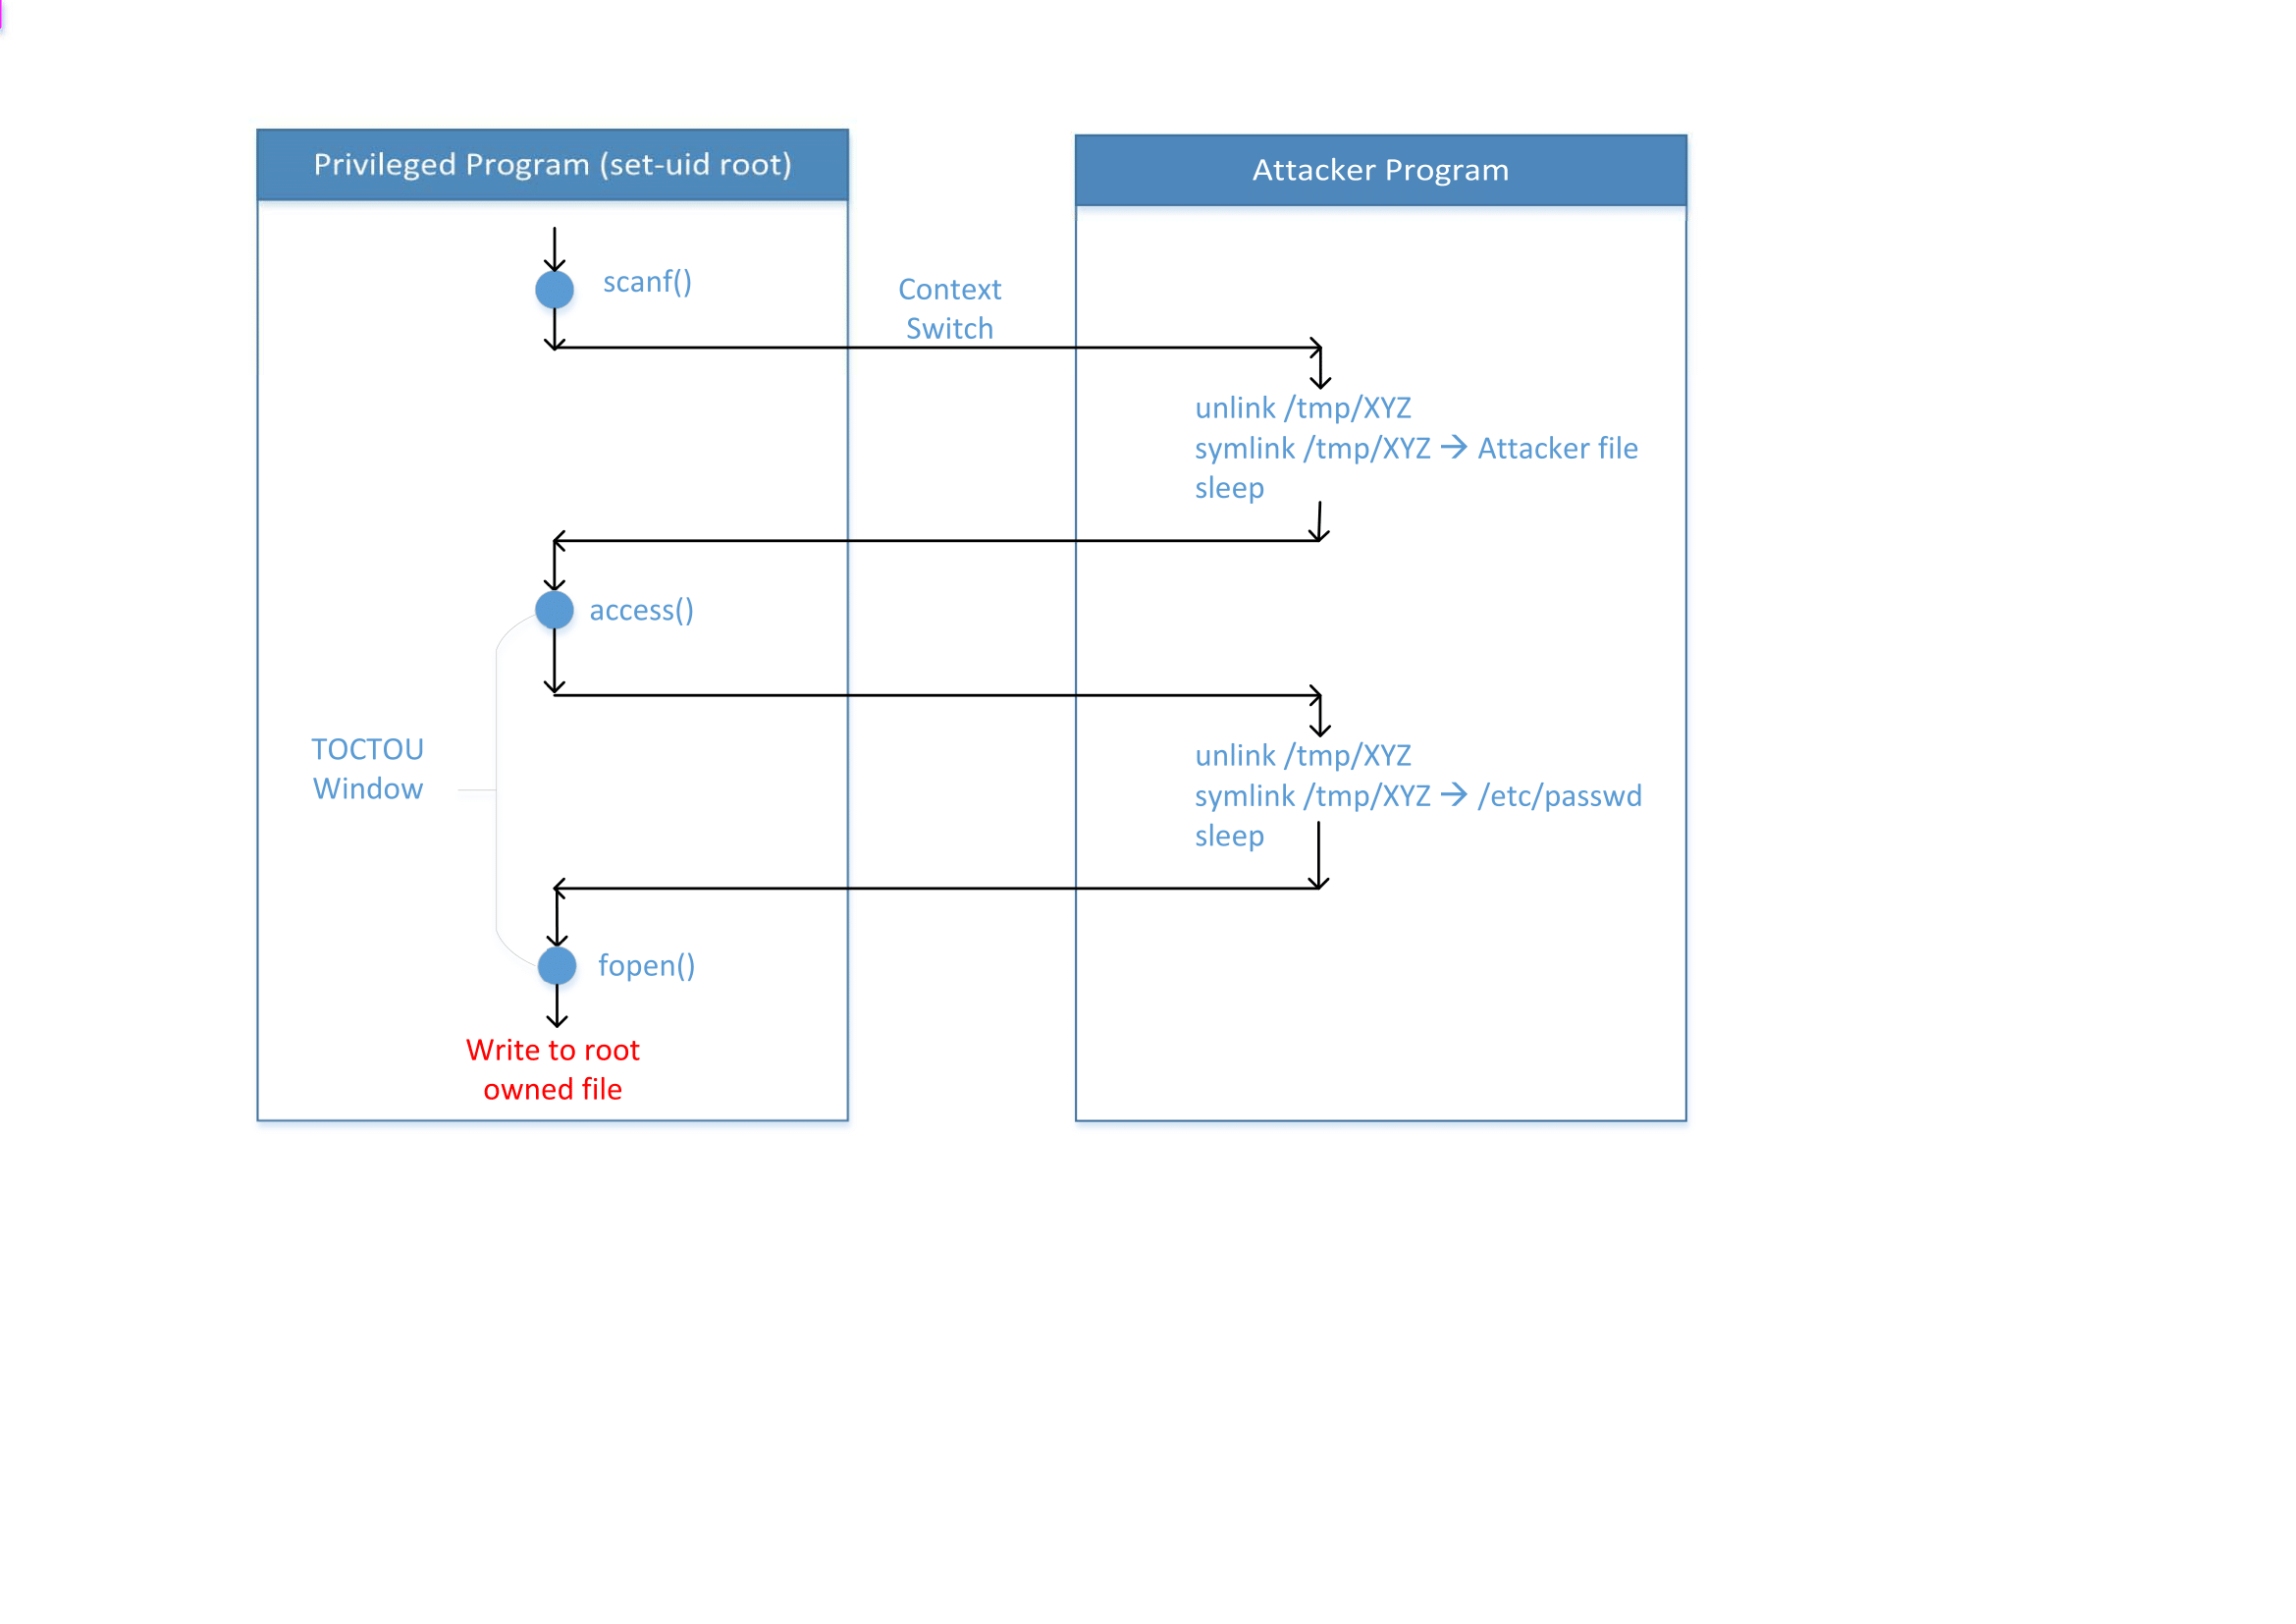 Privileged Program (set-uid root)
Attacker Program
scanf()
Context
Switch
unlink /tmp/XYZ
symlink /tmp/XYZ → Attacker file
sleep
access()
TOCTOU
Window
unlink /tmp/XYZ
symlink /tmp/XYZ → /etc/passwd
sleep
fopen()
Write to root
owned file